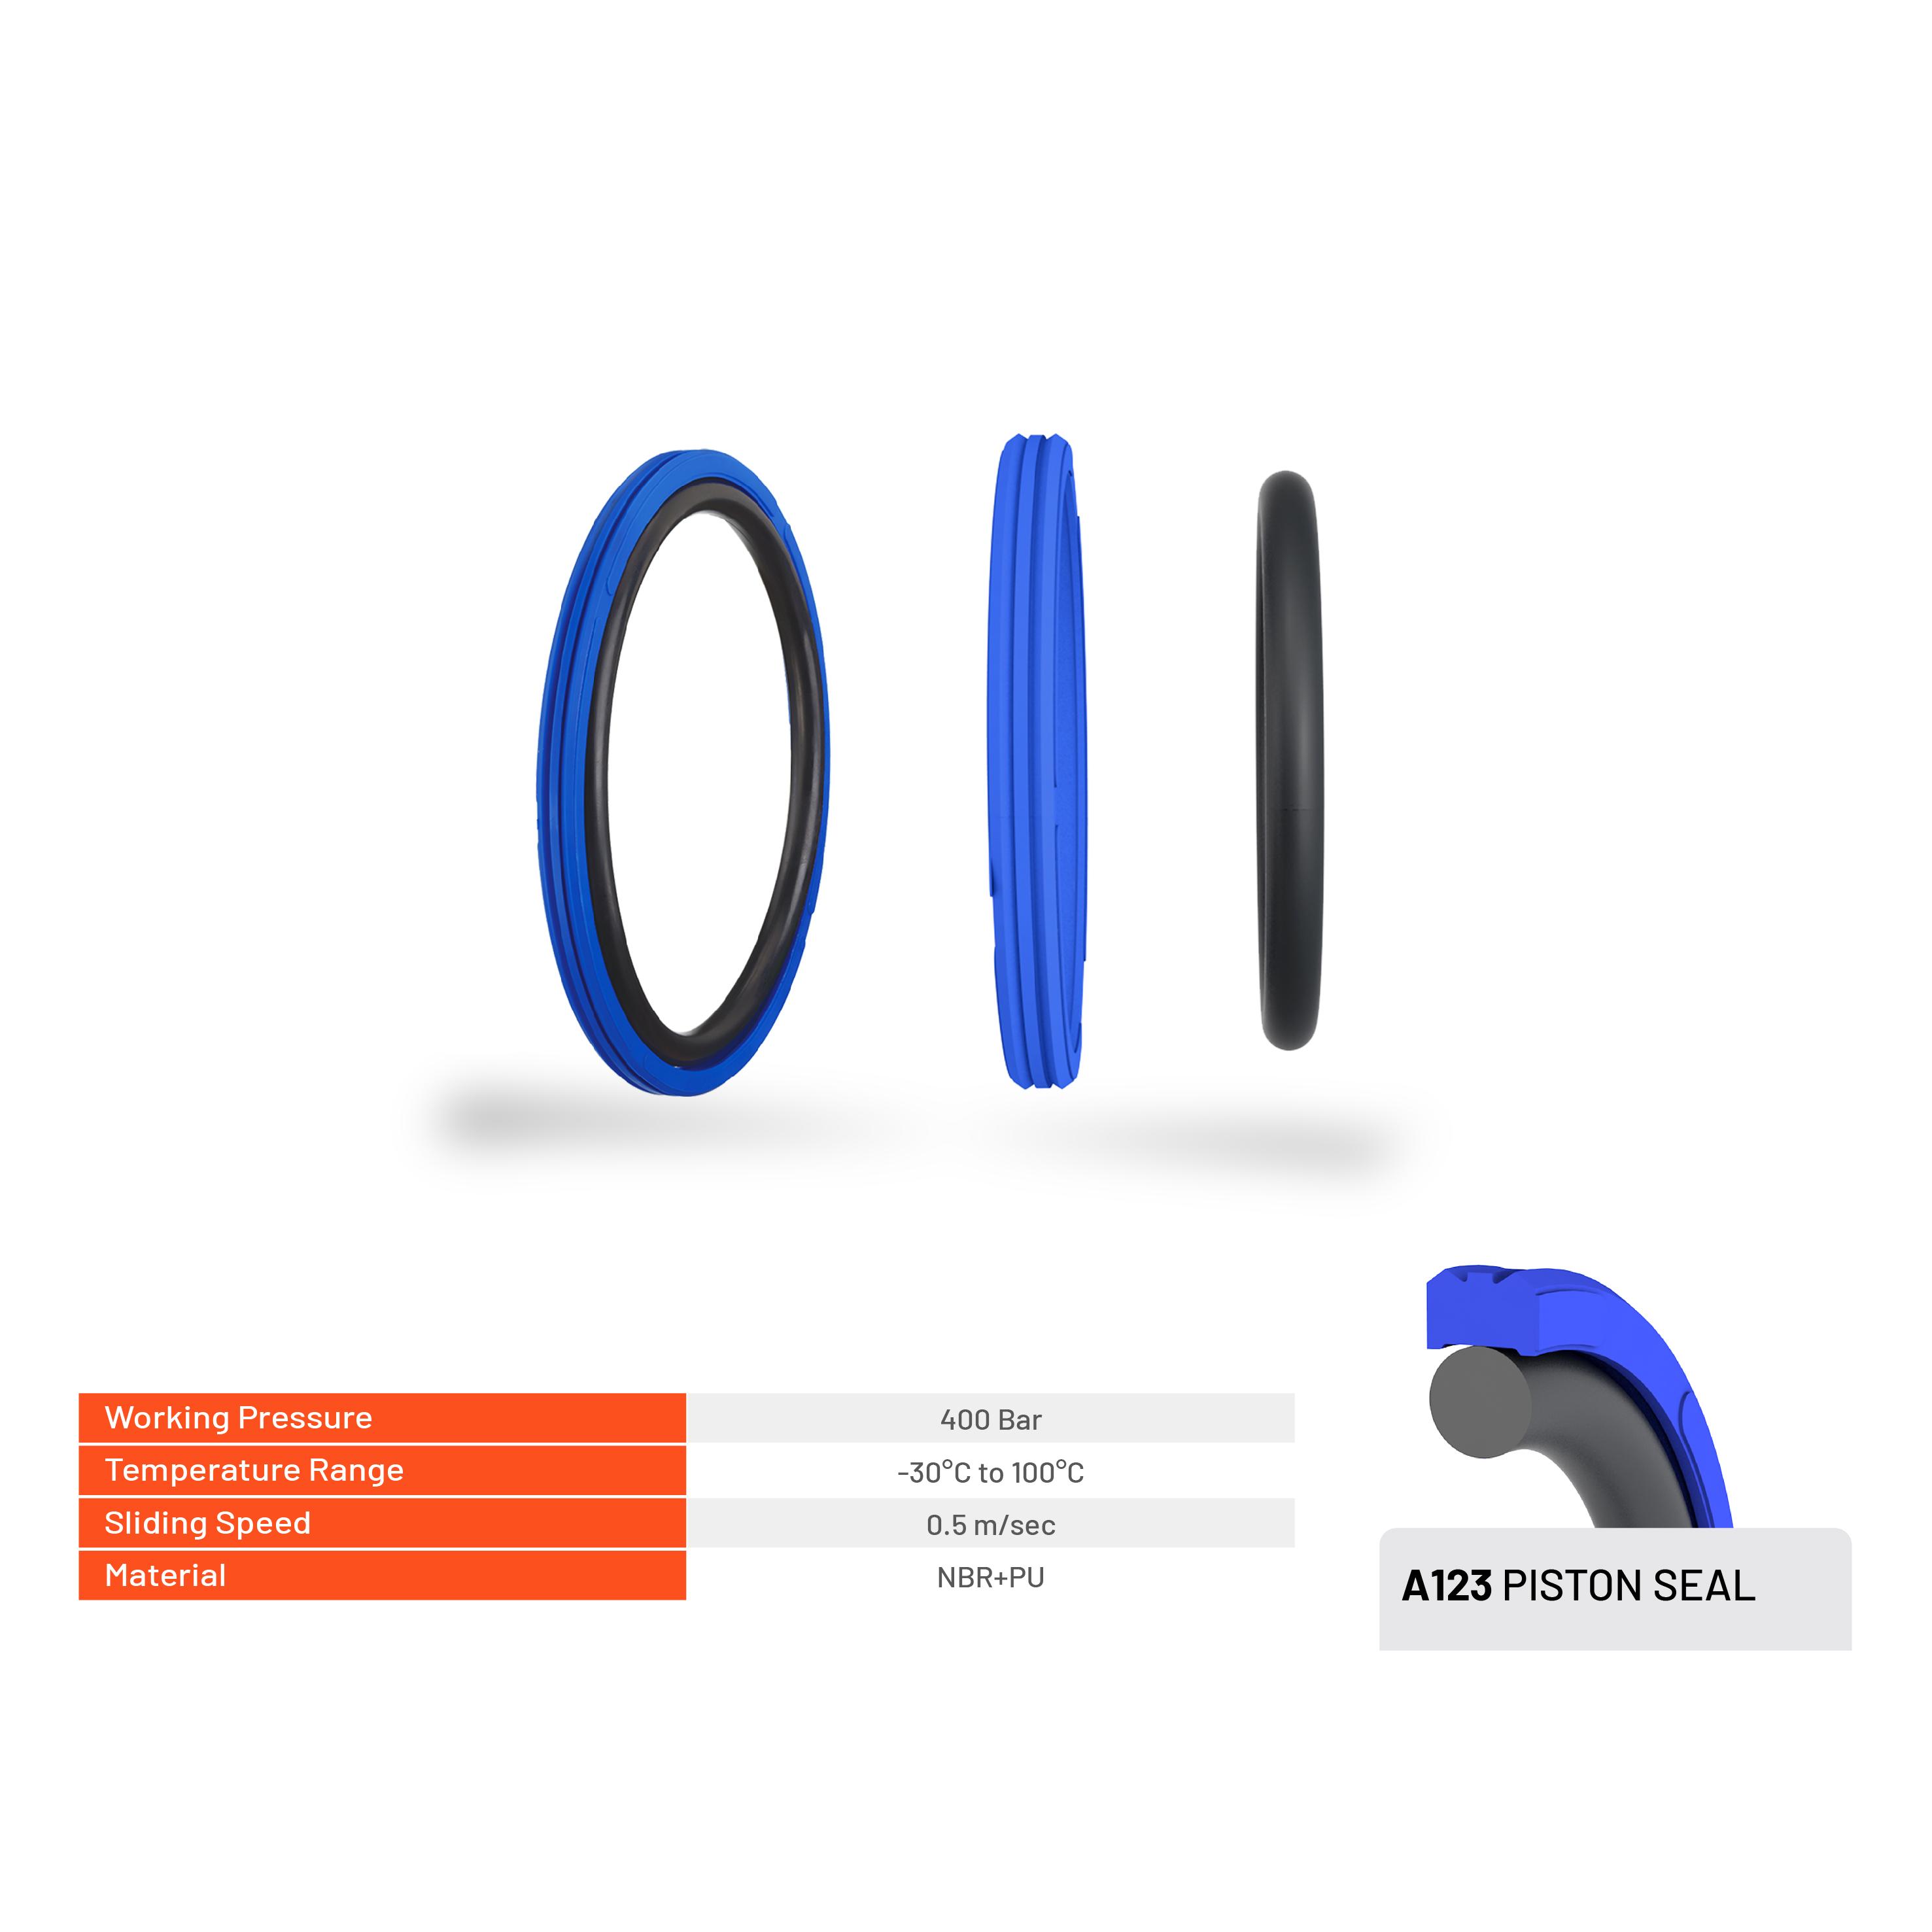 Working Pressure 400 Bar
Temperature Range -30°C to 100°C
Sliding Speed 0.5 m/sec
Material NBR+PU
A123 PISTON SEAL